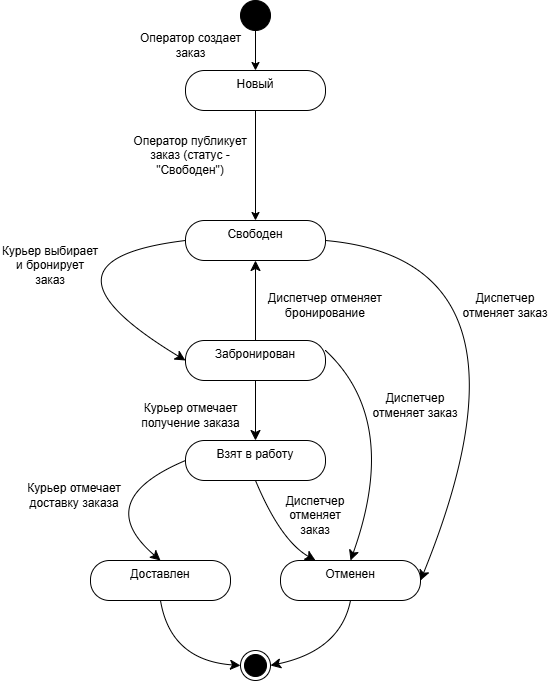 Оператор создает
заказ
Новый
Оператор публикует
заказ (статус -
"Свободен")
Свободен
Курьер выбирает
и бронирует
заказ
Диспетчер отменяет
бронирование
Диспетчер
отменяет заказ
Забронирован
Курьер отмечает
получение заказа
Диспетчер
отменяет заказ
Взят в работу
Курьер отмечает
доставку заказа
Диспетчер
отменяет
заказ
Доставлен
Отменен